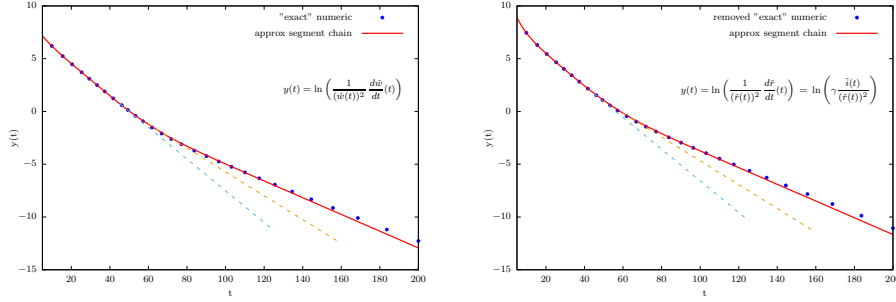 "exact" numeric
approx segment chain
y(t) = ln ( 1 / (w̃(t))² dw̃/dt (t) )
10
5
0
−5
−10
−15
y(t)
20 40 60 80 100 120 140 160 180 200
t
removed "exact" numeric
approx segment chain
y(t) = ln ( 1 / (r̃(t))² dr̃/dt (t) ) = ln ( γ ĩ(t) / (r̃(t))² )
10
5
0
−5
−10
−15
y(t)
20 40 60 80 100 120 140 160 180 200
t